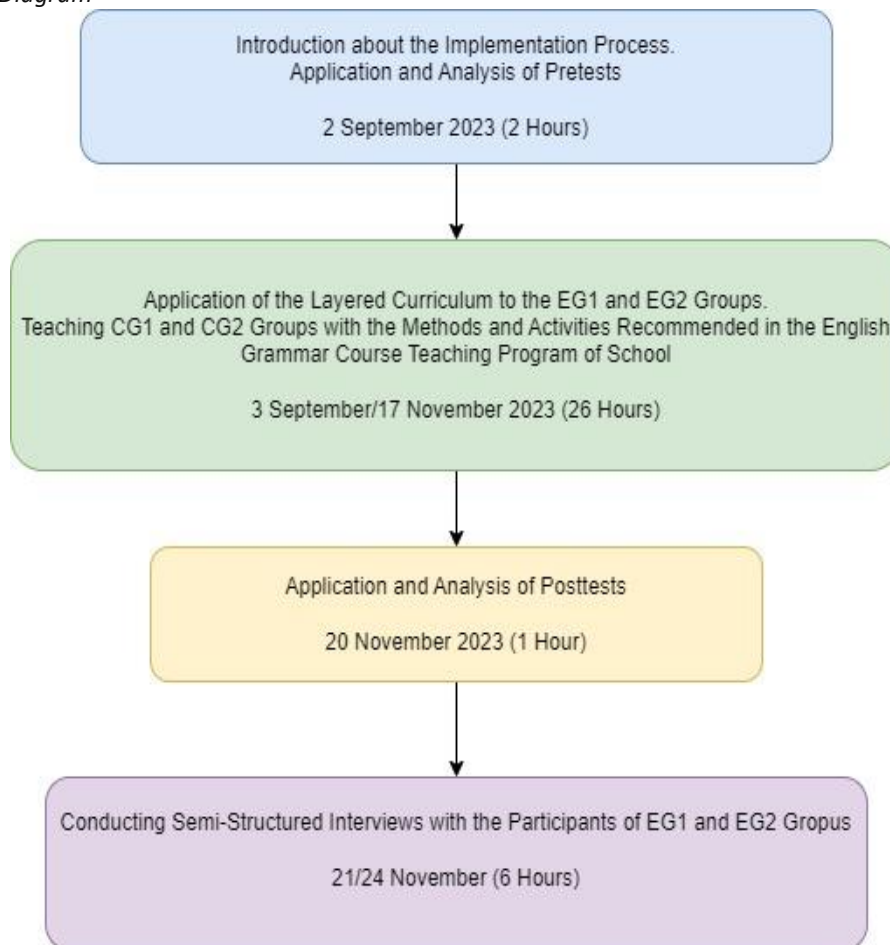 Diagram
Introduction about the Implementation Process.
Application and Analysis of Pretests
2 September 2023 (2 Hours)
Application of the Layered Curriculum to the EG1 and EG2 Groups.
Teaching CG1 and CG2 Groups with the Methods and Activities Recommended in the English
Grammar Course Teaching Program of School
3 September/17 November 2023 (26 Hours)
Application and Analysis of Posttests
20 November 2023 (1 Hour)
Conducting Semi-Structured Interviews with the Participants of EG1 and EG2 Gropus
21/24 November (6 Hours)